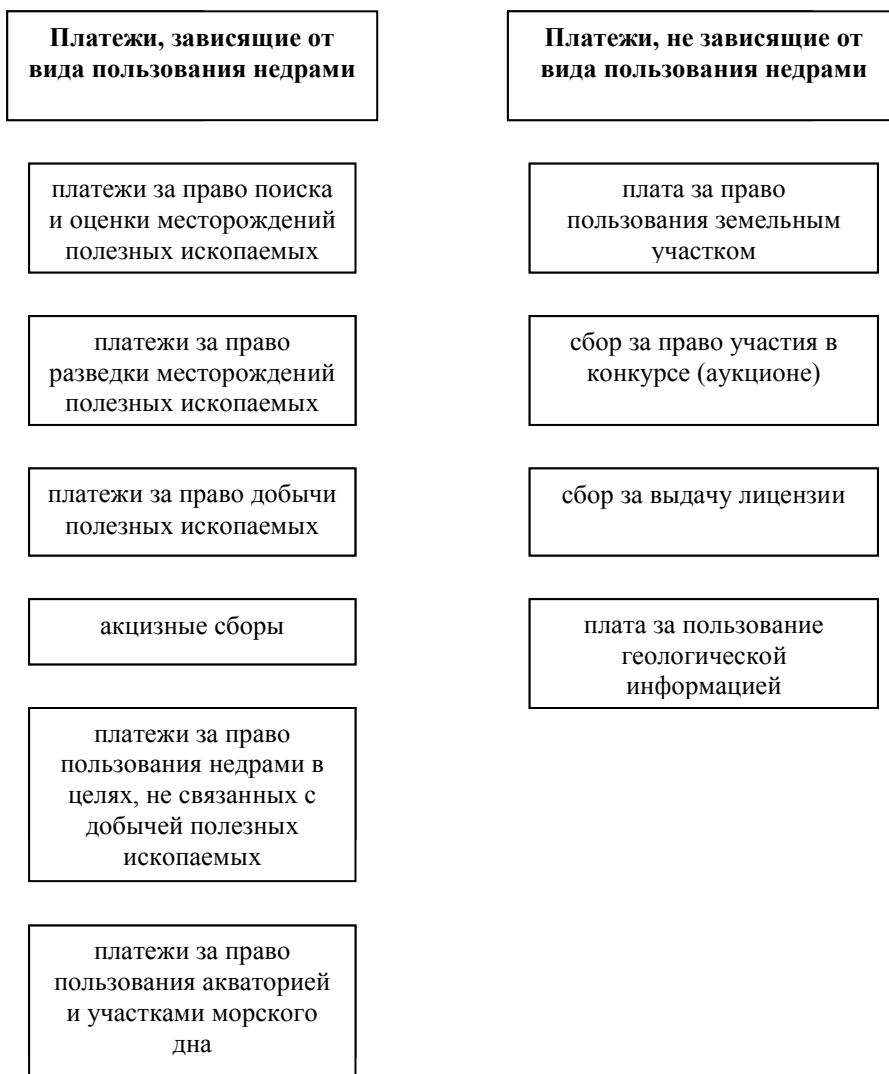 Платежи, зависящие от
вида пользования недрами
платежи за право поиска
и оценки месторождений
полезных ископаемых
платежи за право
разведки месторождений
полезных ископаемых
платежи за право добычи
полезных ископаемых
акцизные сборы
платежи за право
пользования недрами в
целях, не связанных с
добычей полезных
ископаемых
платежи за право
пользования акваторией
и участками морского
дна
Платежи, не зависящие от
вида пользования недрами
плата за право
пользования земельным
участком
сбор за право участия в
конкурсе (аукционе)
сбор за выдачу лицензии
плата за пользование
геологической
информацией